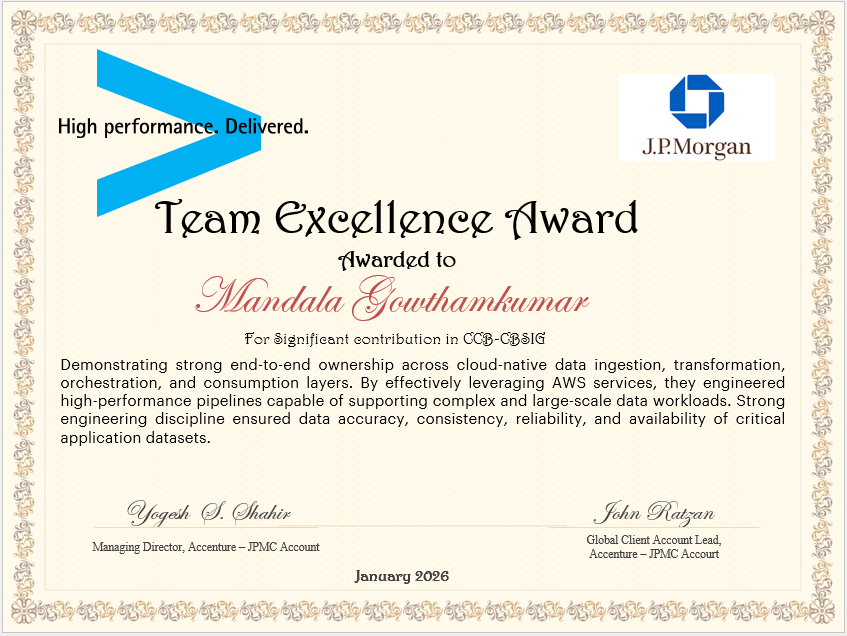 High performance. Delivered.
J.P.Morgan
Team Excellence Award
Awarded to
Mandala Gowthamkumar
For Significant contribution in CCB-CBSIG
Demonstrating strong end-to-end ownership across cloud-native data ingestion, transformation,
orchestration, and consumption layers. By effectively leveraging AWS services, they engineered
high-performance pipelines capable of supporting complex and large-scale data workloads. Strong
engineering discipline ensured data accuracy, consistency, reliability, and availability of critical
application datasets.
Yogesh S. Shahir
Managing Director, Accenture – JPMC Account
John Ratzan
Global Client Account Lead,
Accenture – JPMC Account
January 2026